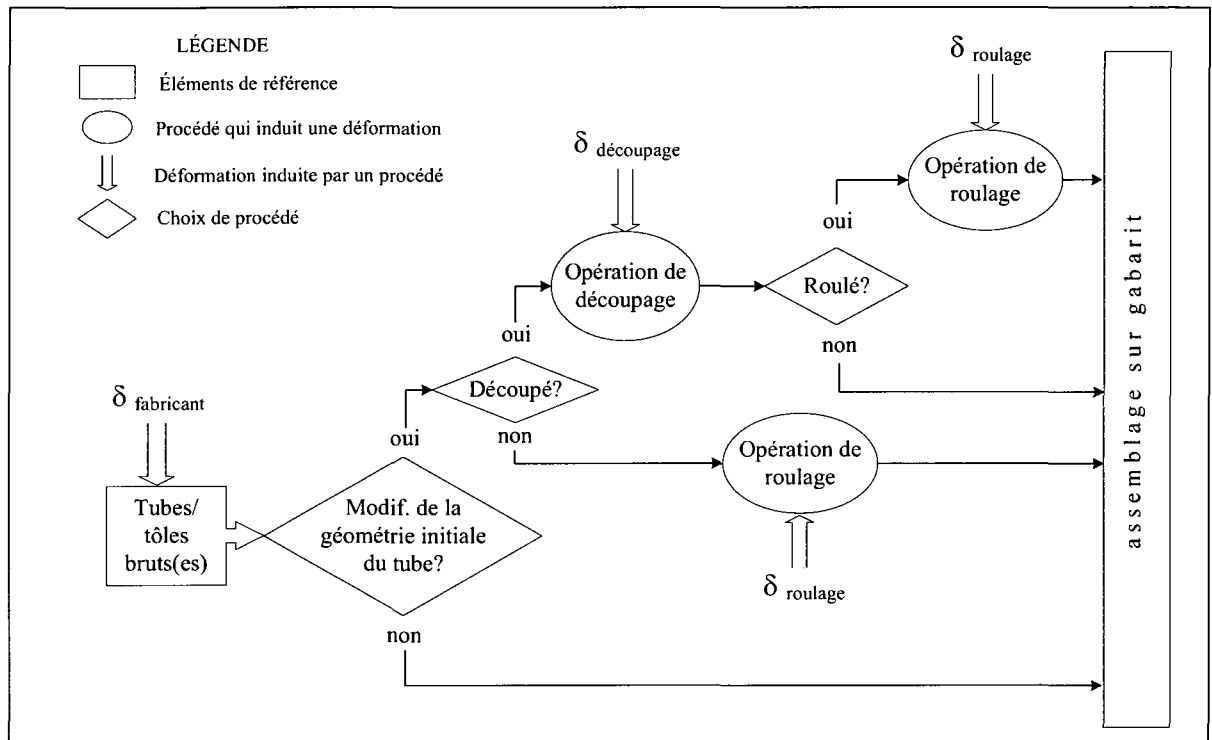 LÉGENDE
Éléments de référence
Procédé qui induit une déformation
Déformation induite par un procédé
Choix de procédé
δ roulage
Opération de
roulage
δ découpage
Opération de
découpage
oui
Roulé?
non
oui
Découpé?
non
δ fabricant
oui
Opération de
roulage
δ roulage
Tubes/
tôles
bruts(es)
Modif. de la
géométrie initiale
du tube?
non
assemblage sur gabarit